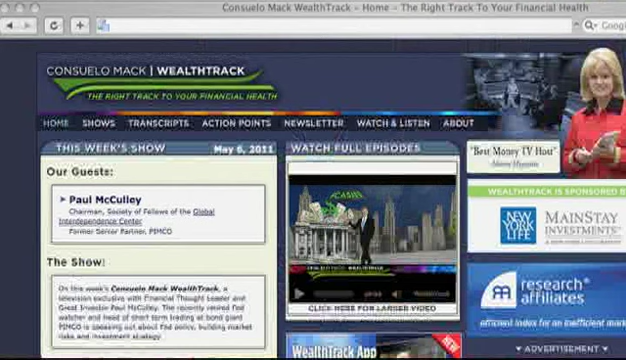 Consuelo Mack WealthTrack – Home – The Right Track To Your Financial Health
Googl
CONSUELO MACK | WEALTHTRACK
THE RIGHT TRACK TO YOUR FINANCIAL HEALTH
HOME SHOWS TRANSCRIPTS ACTION POINTS NEWSLETTER WATCH & LISTEN ABOUT
THIS WEEK'S SHOW May 6, 2011
Our Guests:
Paul McCulley
Chairman, Society of Fellows of the Global
Interdependence Center
Former Senior Partner, PIMCO
The Show:
On this week's Consuelo Mack WealthTrack, a
television exclusive with Financial Thought Leader and
Great Investor Paul McCulley. The recently retired Fed
watcher and head of short term trading at bond giant
PIMCO is speaking out about Fed policy, building market
risks and investment strategy.
WATCH FULL EPISODES
CLICK HERE FOR LARGER VIDEO
WealthTrack App
NEW
"Best Money TV Host"
WEALTHTRACK IS SPONSORED B
NEW
YORK
LIFE
MAINSTAY
INVESTMENTS
research
affiliates
efficient index for an inefficient mark
ADVERTISEMENT